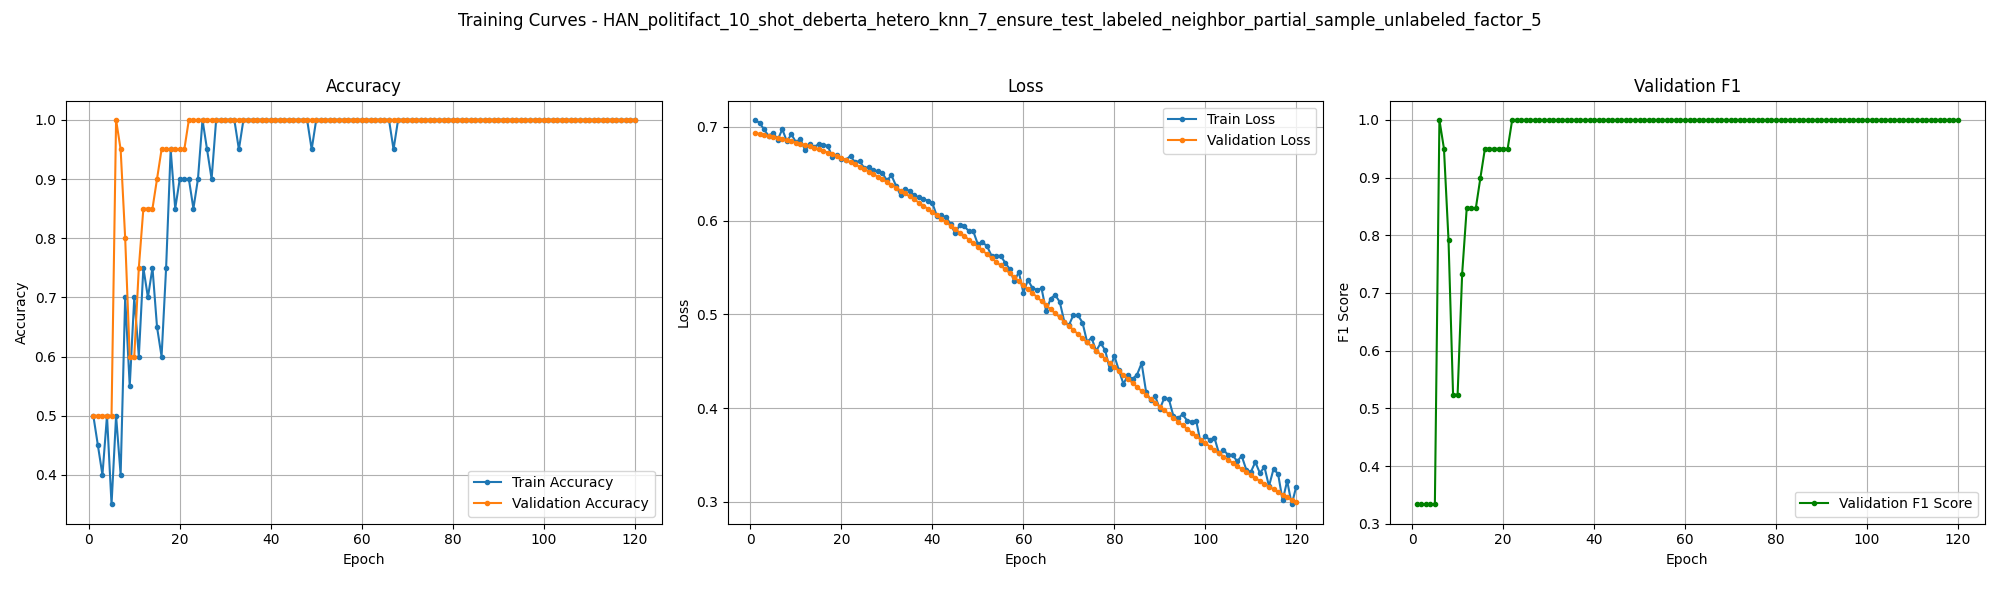 Training Curves - HAN_politifact_10_shot_deberta_hetero_knn_7_ensure_test_labeled_neighbor_partial_sample_unlabeled_factor_5
Accuracy
1.0
0.9
0.8
0.7
0.6
0.5
0.4
Accuracy
0 20 40 60 80 100 120
Epoch
Train Accuracy
Validation Accuracy
Loss
0.7
0.6
0.5
0.4
0.3
Loss
0 20 40 60 80 100 120
Epoch
Train Loss
Validation Loss
Validation F1
1.0
0.9
0.8
0.7
0.6
0.5
0.4
0.3
F1 Score
0 20 40 60 80 100 120
Epoch
Validation F1 Score